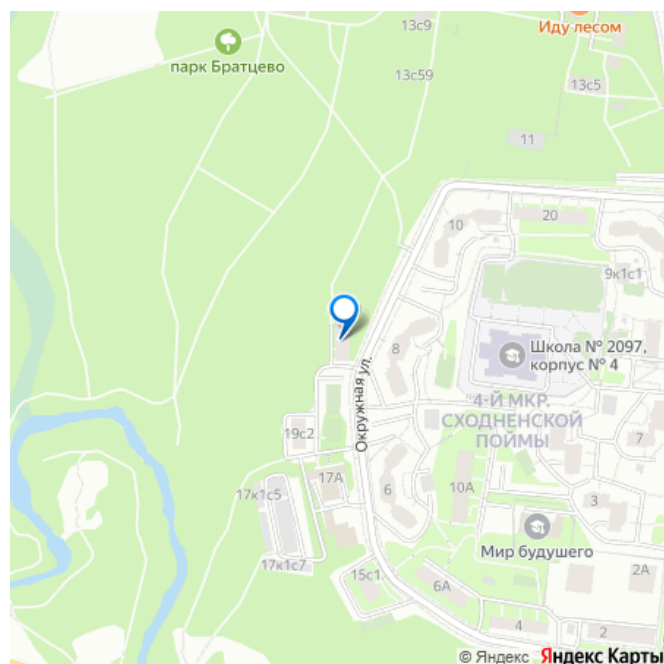 13с9
Иду лесом
парк Братцево
13с59
13с5
11
20
10
9к1с1
Школа № 2097,
корпус № 4
8
Окружная ул.
4-Й МКР.
СХОДНЕНСКОЙ
ПОЙМЫ
19с2
7
17А
17к1с5
6
10А
3
Мир будущего
17к1с7
15с1
6А
2А
4
2
© Яндекс Яндекс Карты